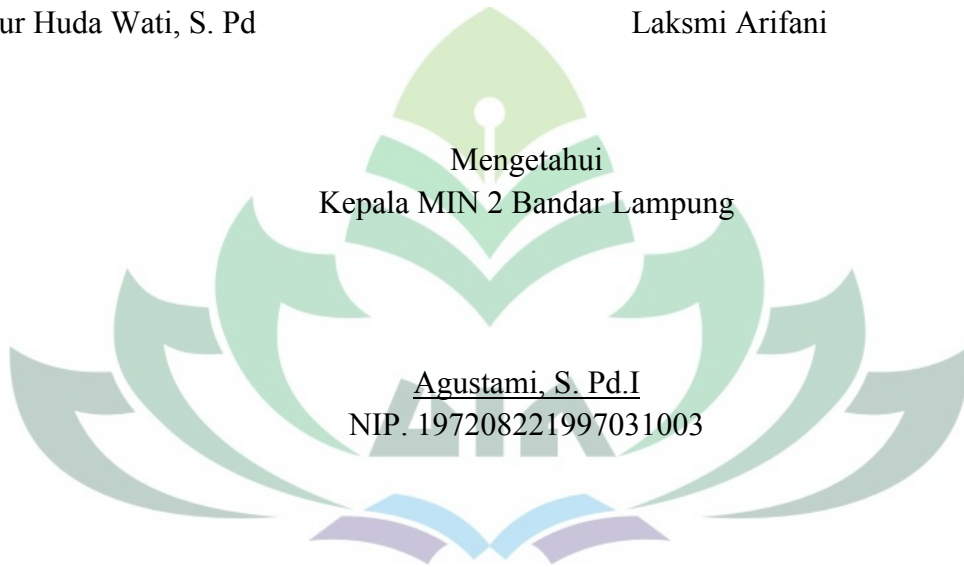 ur Huda Wati, S. Pd Laksmi Arifani
Mengetahui
Kepala MIN 2 Bandar Lampung
Agustami, S. Pd.I
NIP. 197208221997031003